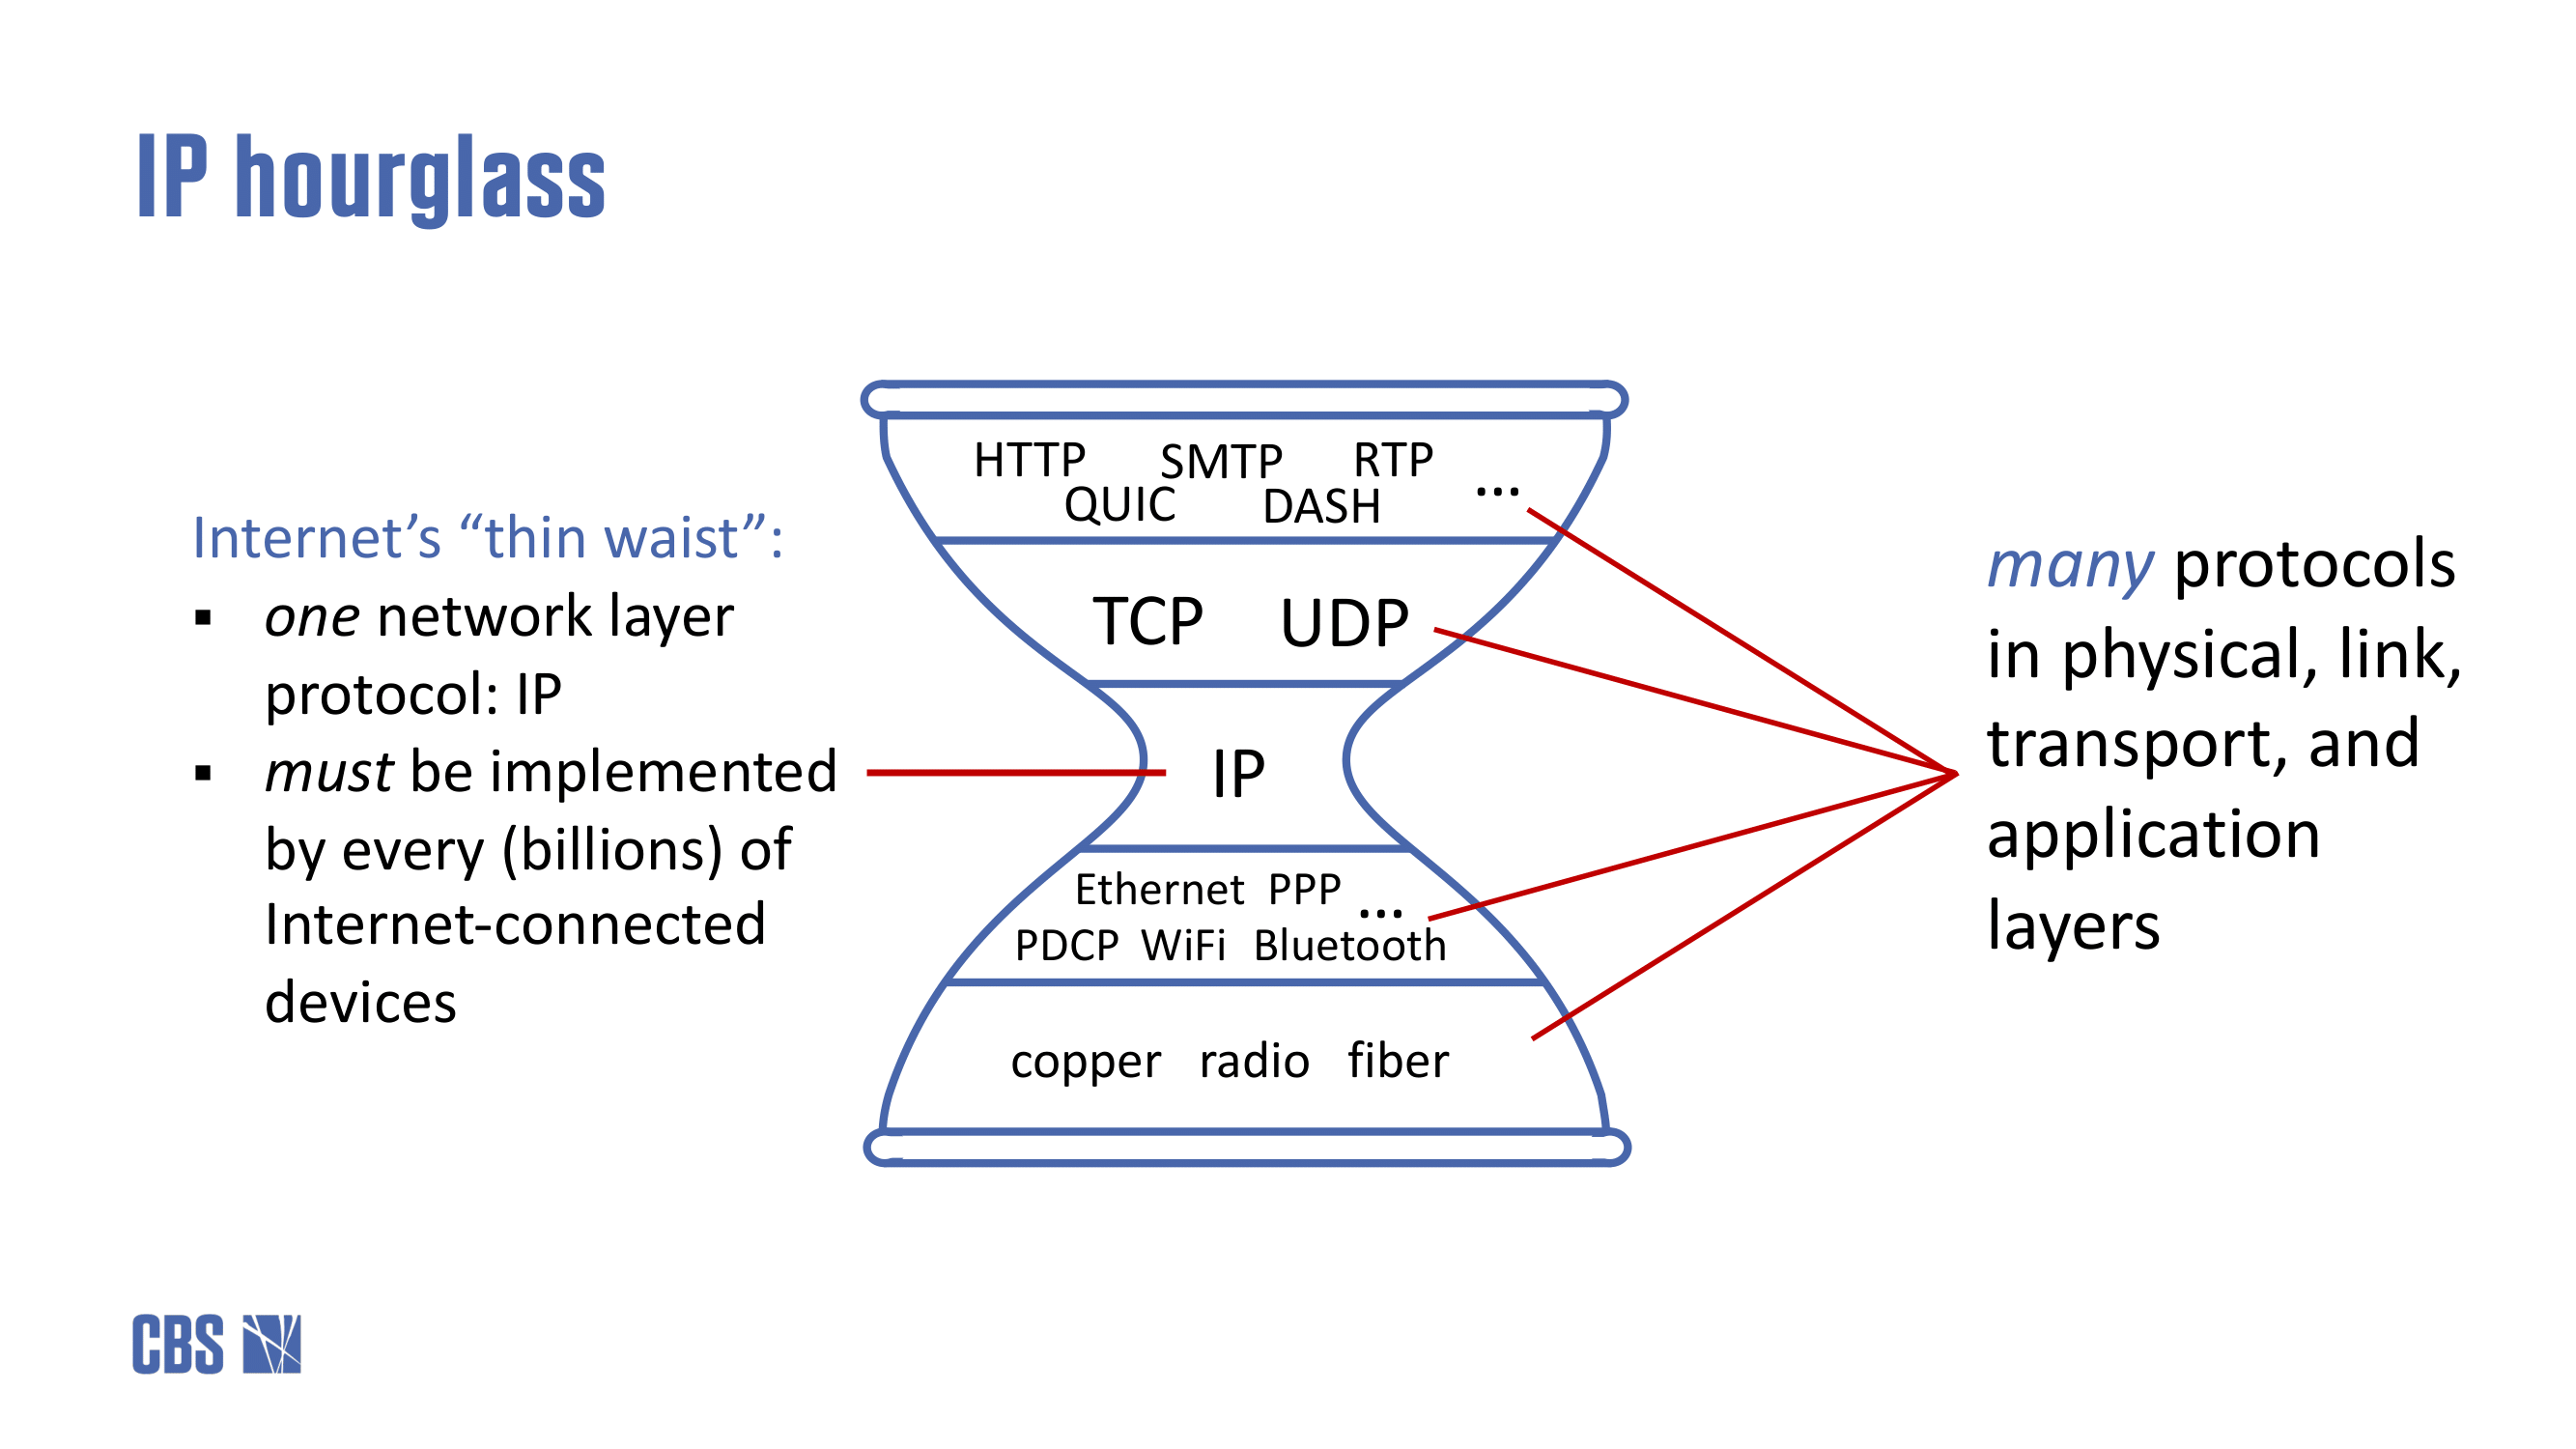 IP hourglass
Internet’s “thin waist”:
▪ one network layer
protocol: IP
▪ must be implemented
by every (billions) of
Internet-connected
devices
HTTP SMTP RTP
QUIC DASH ...
TCP UDP
IP
Ethernet PPP ...
PDCP WiFi Bluetooth
copper radio fiber
many protocols
in physical, link,
transport, and
application
layers
CBS